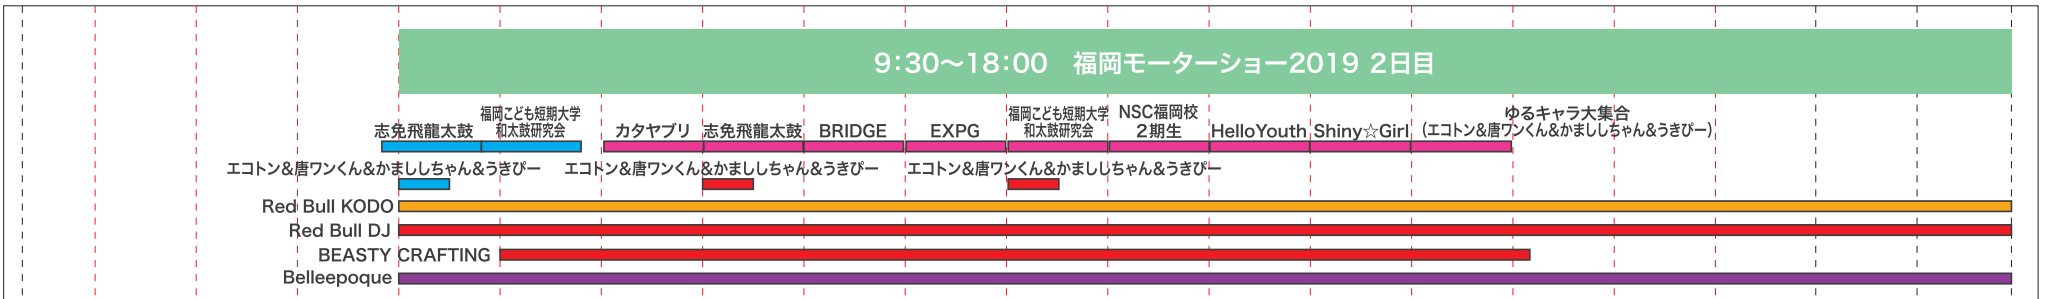 9:30〜18:00　福岡モーターショー2019 2日目
福岡こども短期大学
和太鼓研究会
志免飛龍太鼓
カタヤブリ
志免飛龍太鼓
BRIDGE
EXPG
福岡こども短期大学
和太鼓研究会
NSC福岡校
2期生
HelloYouth
Shiny☆Girl
ゆるキャラ大集合
（エコトン&唐ワンくん&かまししちゃん&うきぴー）
エコトン&唐ワンくん&かまししちゃん&うきぴー
エコトン&唐ワンくん&かまししちゃん&うきぴー
エコトン&唐ワンくん&かまししちゃん&うきぴー
Red Bull KODO
Red Bull DJ
BEASTY CRAFTING
Belleepoque